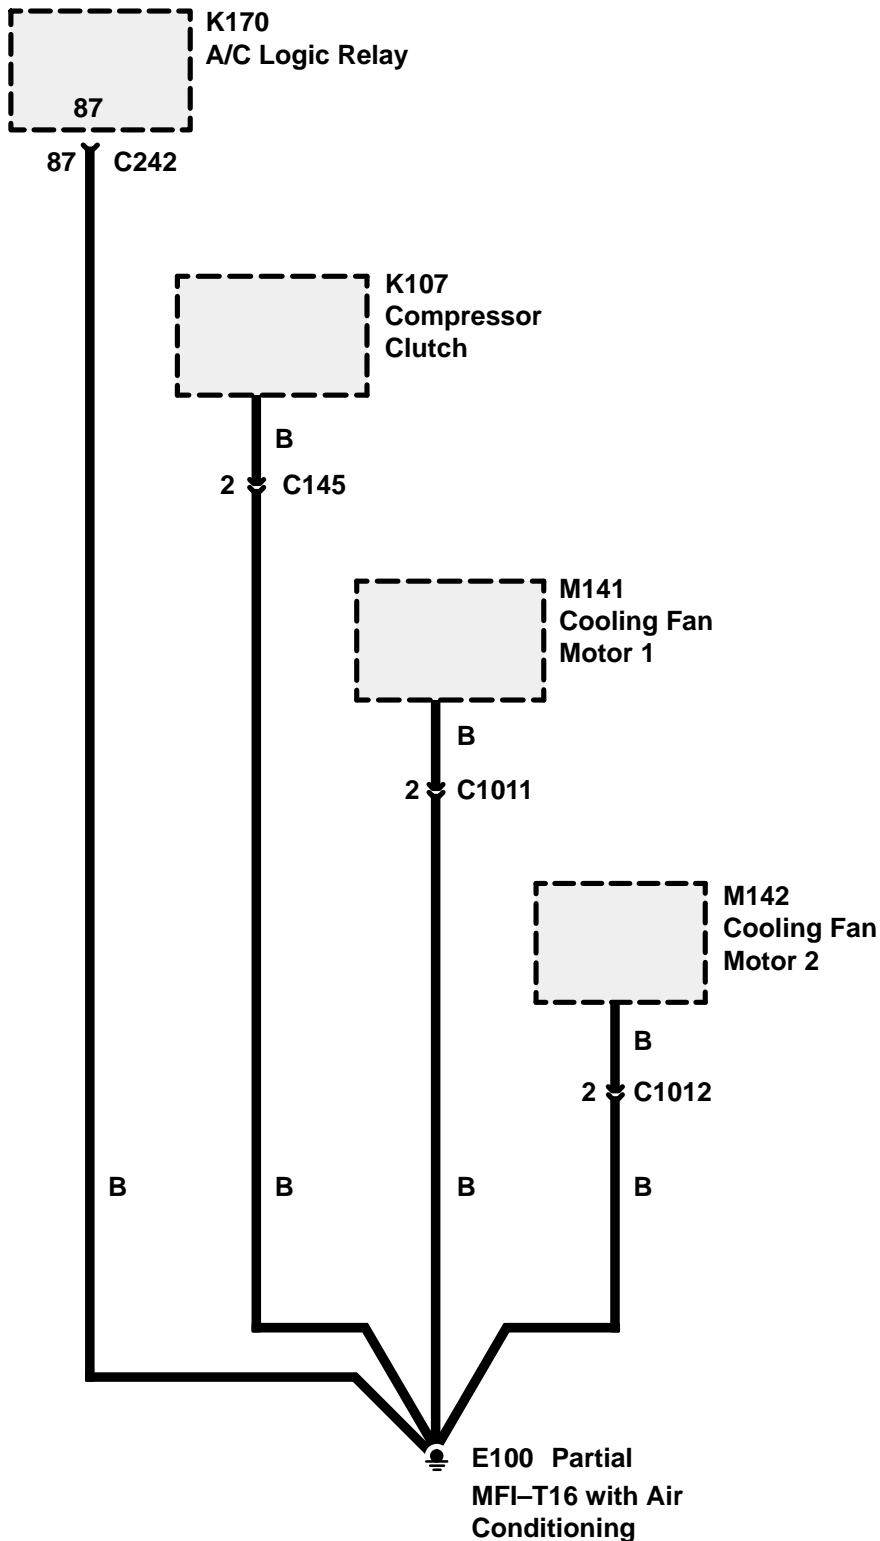 K170
A/C Logic Relay
87
87 C242
K107
Compressor
Clutch
B
2 C145
M141
Cooling Fan
Motor 1
B
2 C1011
M142
Cooling Fan
Motor 2
B
2 C1012
B B B B
E100 Partial
MFI–T16 with Air
Conditioning